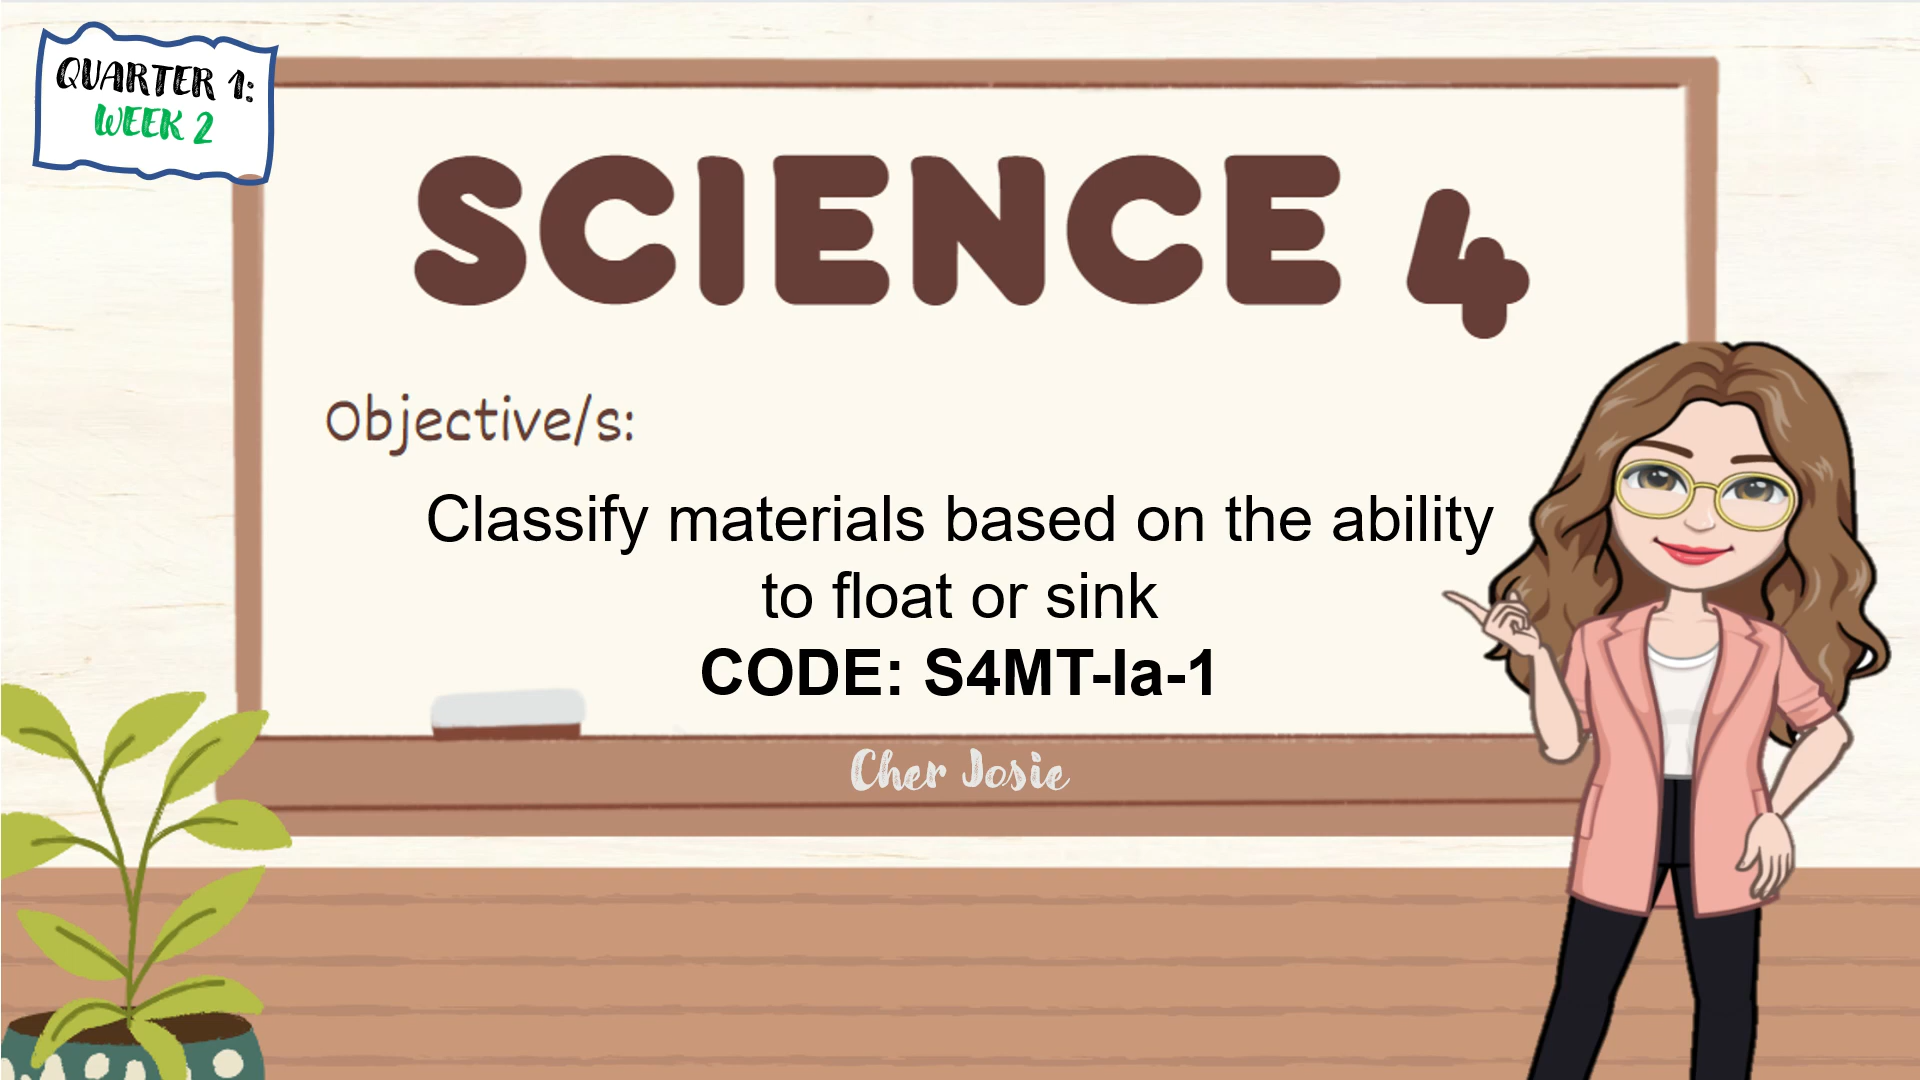 QUARTER 1:
WEEK 2
SCIENCE 4
Objective/s:
Classify materials based on the ability
to float or sink
CODE: S4MT-Ia-1
Cher Josie